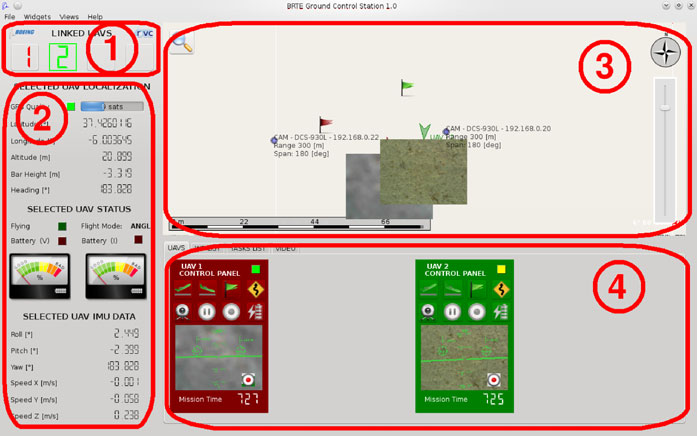 BRTE Ground Control Station 1.0
File Widgets Views Help
BOEING LINKED UAVS VC
1 2
1
SELECTED UAV LOCALIZATION
GPS Quality sats
2
Latitude [°] 37.4260116
Longitude [°] -6.003645
Altitude (m) 20.899
Bar Height (m) -3.319
Heading [°] 183.828
SELECTED UAV STATUS
Flying Flight Mode: ANGL
Battery (V) Battery (I)
% %
SELECTED UAV IMU DATA
Roll [°] 2.449
Pitch [°] -2.399
Yaw [°] 183.828
Speed X [m/s] -0.001
Speed Y [m/s] -0.058
Speed Z [m/s] 0.238
3
CAM - DCS-930L - 192.168.0.22
Range 300 [m]
Span: 180 [deg]
CAM - DCS-930L - 192.168.0.20
UAV
Range 300 [m]
Span: 180 [deg]
m 22 44 66
UAVS TASKS LIST VIDEO
4
UAV 1
CONTROL PANEL
Mission Time 727
UAV 2
CONTROL PANEL
Mission Time 725